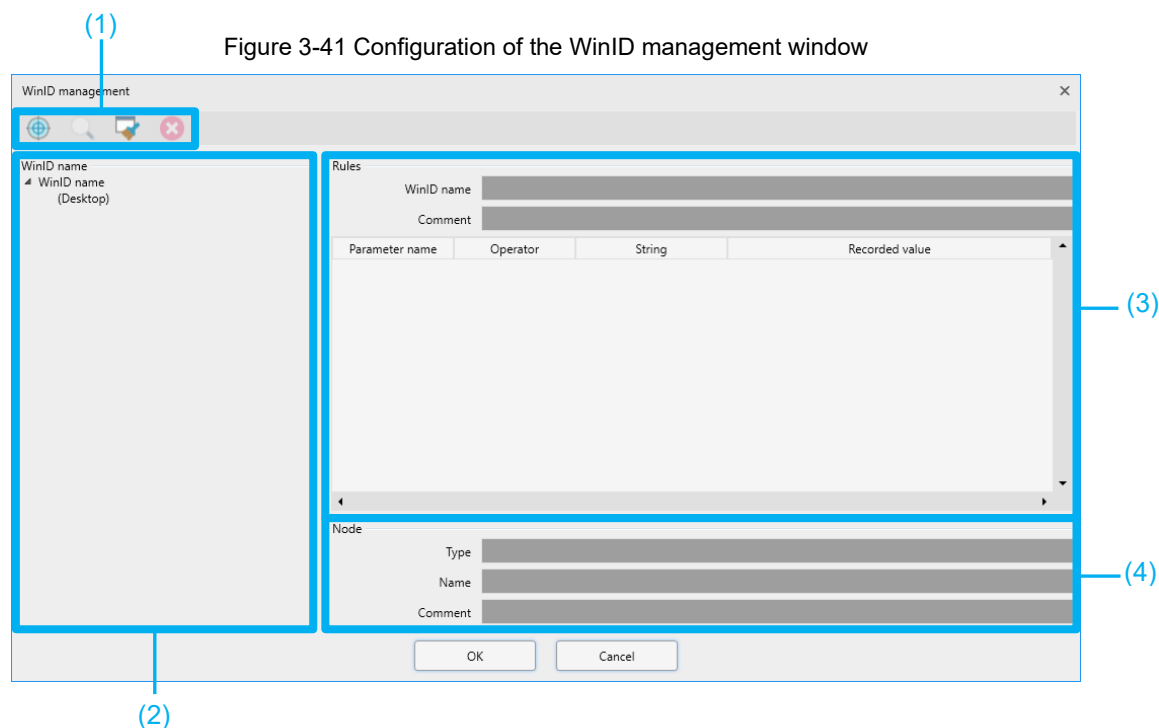 (1)
Figure 3-41 Configuration of the WinID management window
WinID management
WinID name
WinID name
(Desktop)
Rules
WinID name
Comment
Parameter name Operator String Recorded value
(3)
Node
Type
Name
Comment
(4)
OK Cancel
(2)